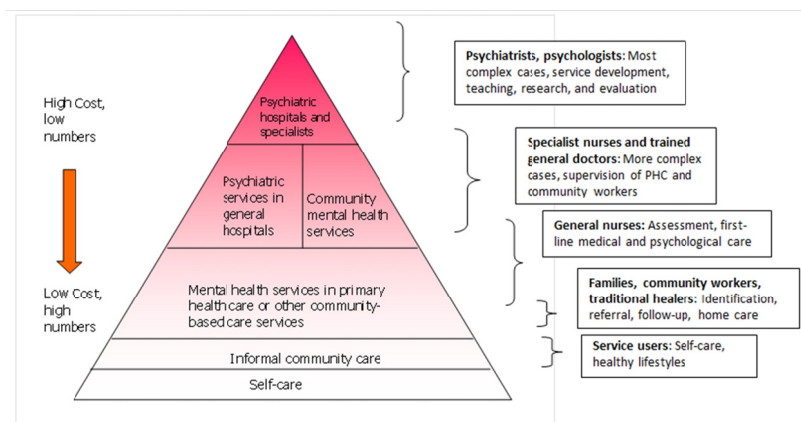 High Cost,
low
numbers
Low Cost,
high
numbers
Psychiatric
hospitals and
specialists
Psychiatric
services in
general
hospitals
Community
mental health
services
Mental health services in primary
healthcare or other community-
based care services
Informal community care
Self-care
Psychiatrists, psychologists: Most
complex cases, service development,
teaching, research, and evaluation
Specialist nurses and trained
general doctors: More complex
cases, supervision of PHC and
community workers
General nurses: Assessment, first-
line medical and psychological care
Families, community workers,
traditional healers: Identification,
referral, follow-up, home care
Service users: Self-care,
healthy lifestyles